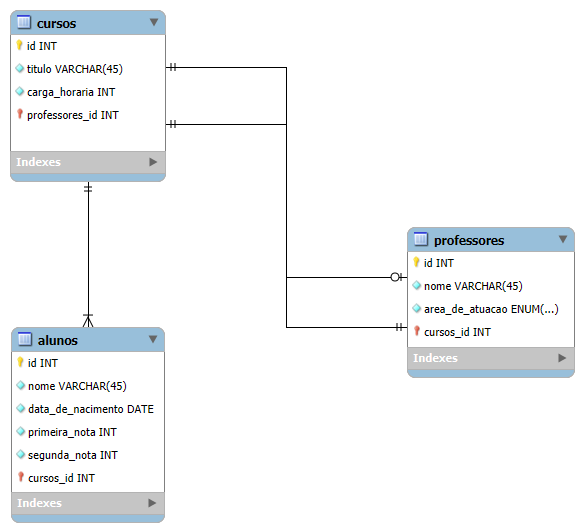 cursos
id INT
titulo VARCHAR(45)
carga_horaria INT
professores_id INT
Indexes
professores
id INT
nome VARCHAR(45)
area_de_atuacao ENUM(...)
cursos_id INT
Indexes
alunos
id INT
nome VARCHAR(45)
data_de_nacimento DATE
primeira_nota INT
segunda_nota INT
cursos_id INT
Indexes